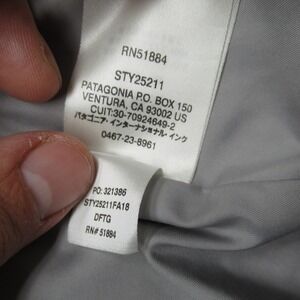 RN51884
STY25211
PATAGONIA P.O. BOX 150
VENTURA, CA 93002 US
CUIT:30-70924649-2
パタゴニア・インターナショナル・インク
0467-23-8961
PO: 321386
STY25211FA18
DFTG
RN# 51884